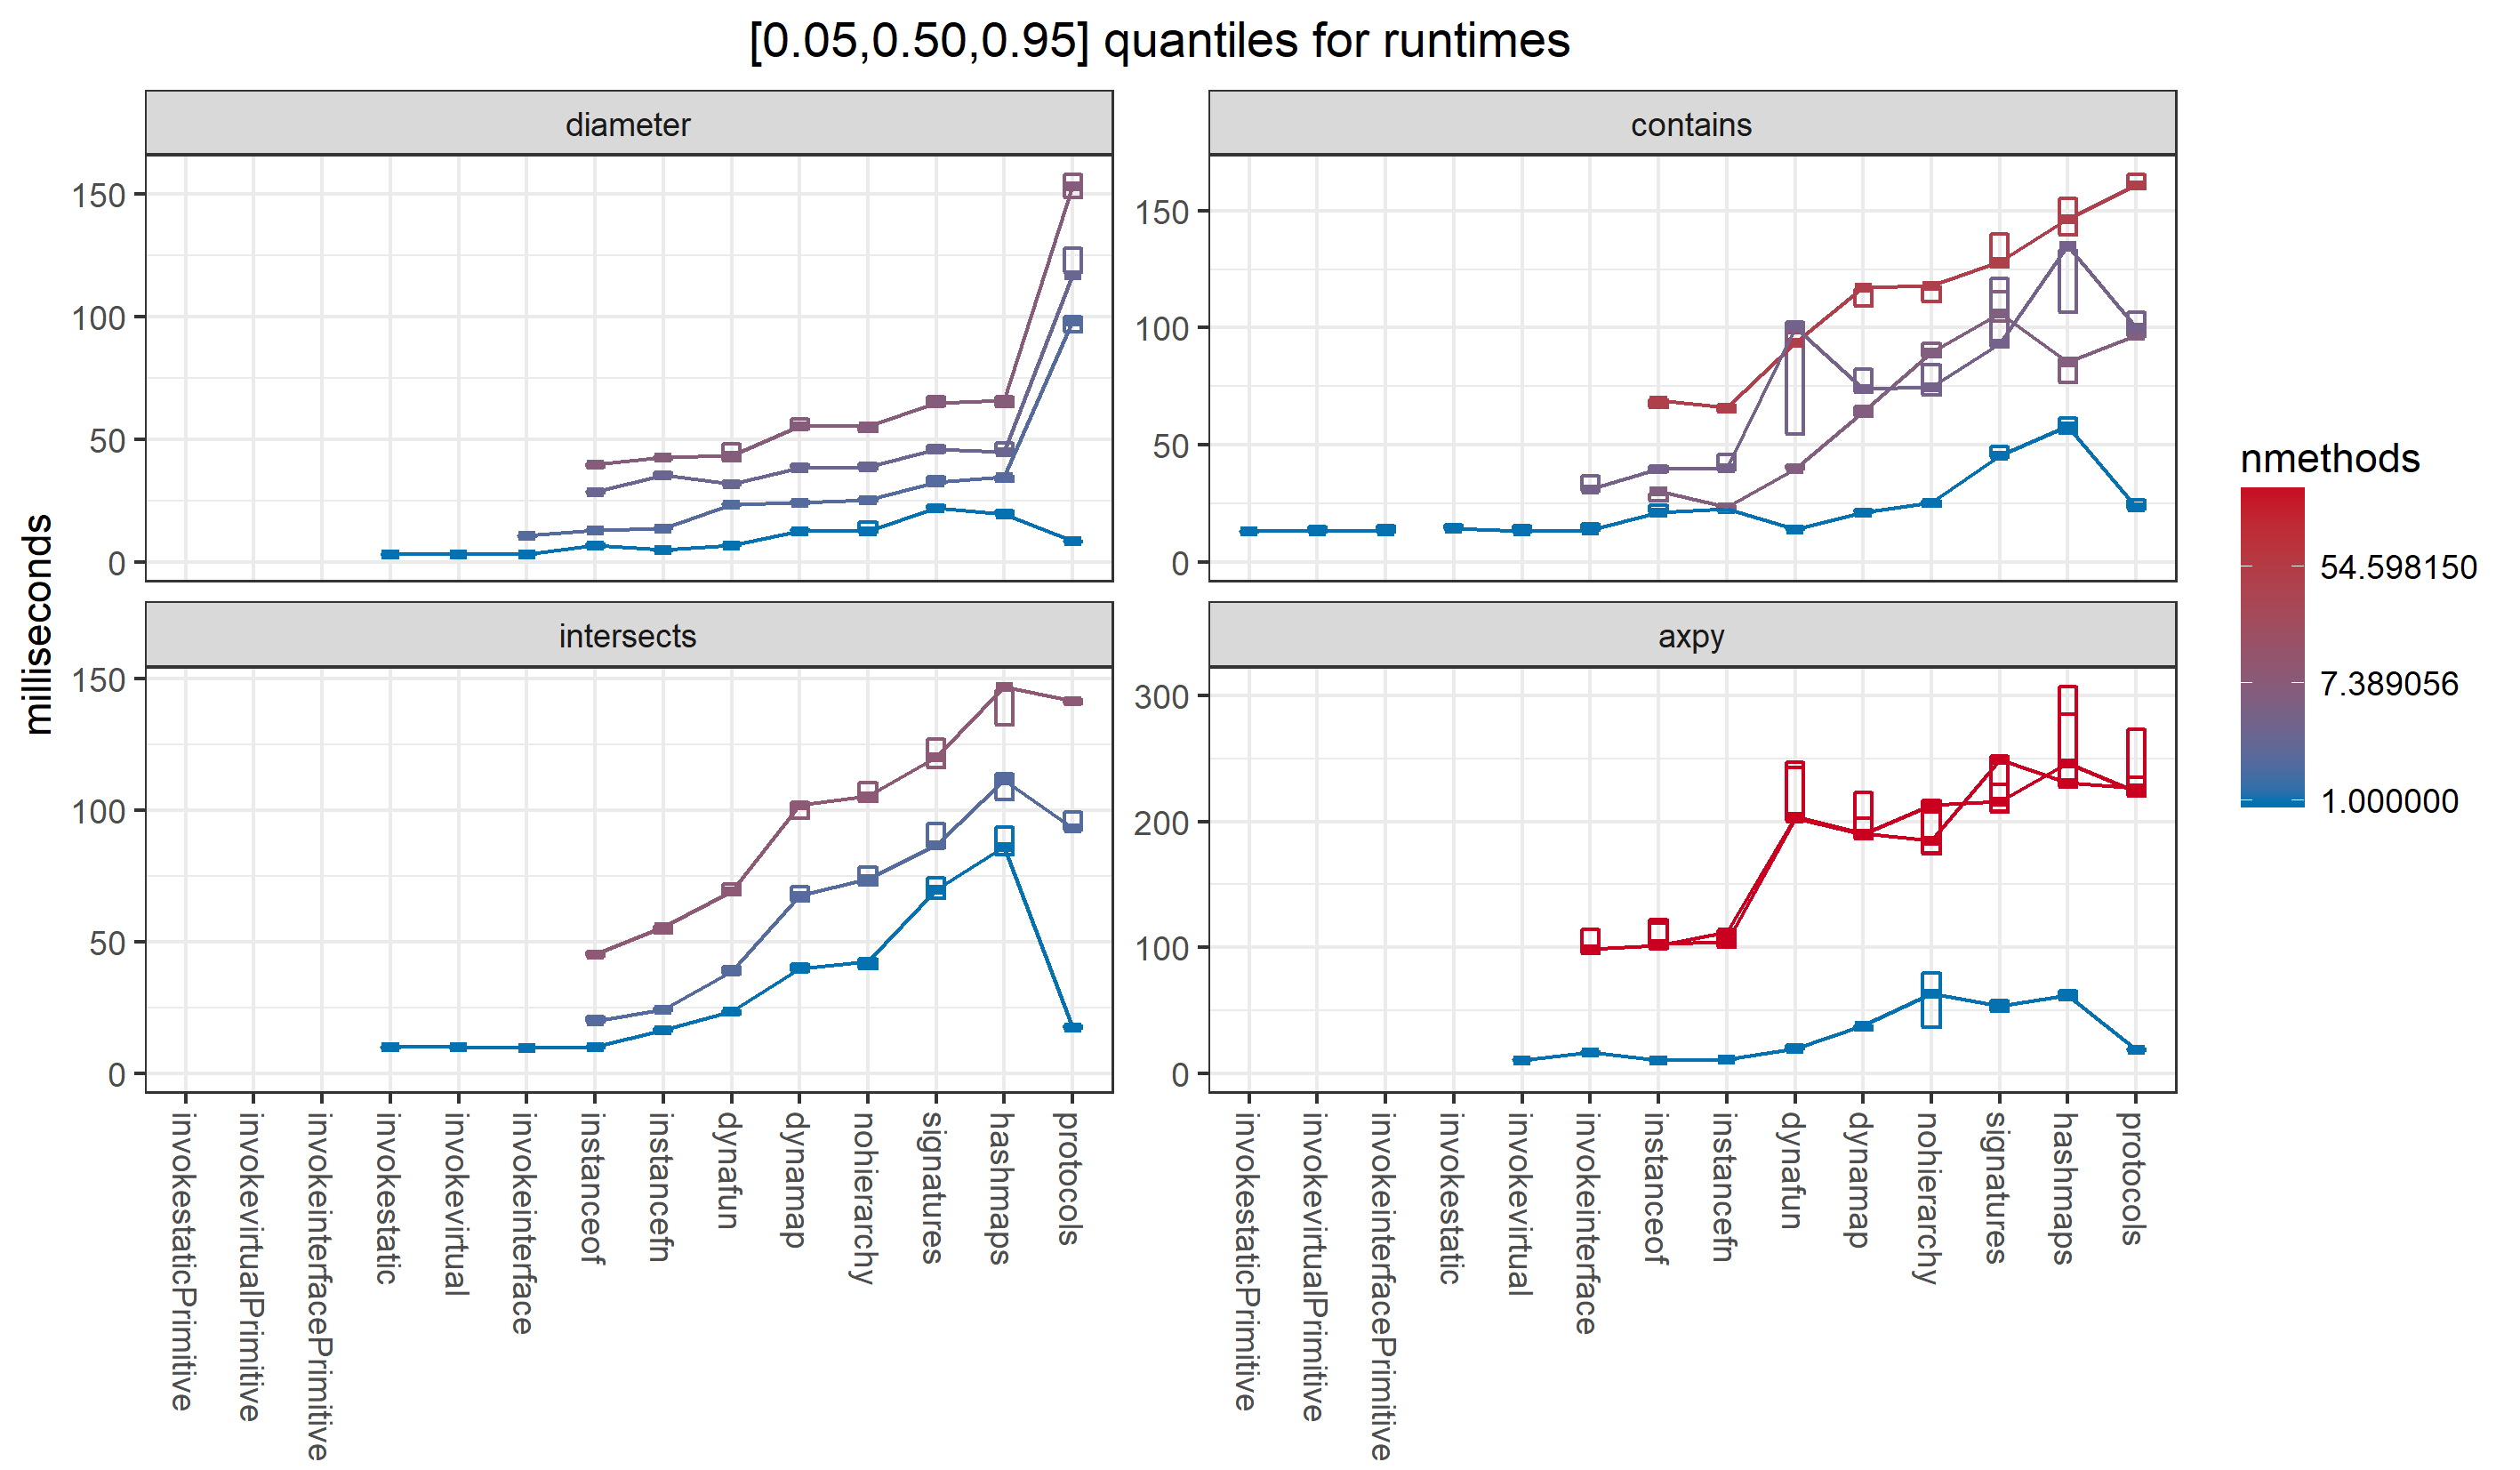 [0.05,0.50,0.95] quantiles for runtimes
diameter
contains
150
100
50
0
150
100
50
0
milliseconds
intersects
axpy
150
100
50
0
300
200
100
0
invokestaticPrimitive
invokevirtualPrimitive
invokeinterfacePrimitive
invokestatic
invokevirtual
invokeinterface
instanceof
instancefn
dynafun
dynamap
nohierarchy
signatures
hashmaps
protocols
invokestaticPrimitive
invokevirtualPrimitive
invokeinterfacePrimitive
invokestatic
invokevirtual
invokeinterface
instanceof
instancefn
dynafun
dynamap
nohierarchy
signatures
hashmaps
protocols
nmethods
54.598150
7.389056
1.000000